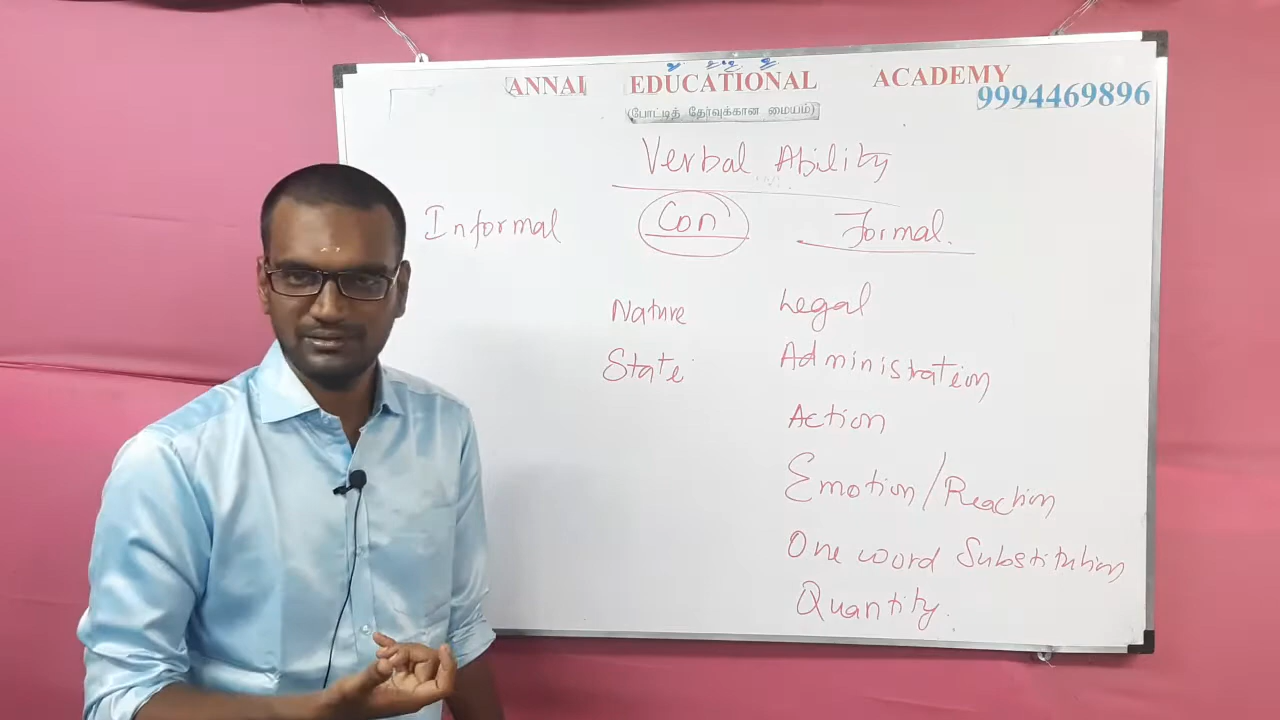 ANNAI EDUCATIONAL ACADEMY
9994469896
(போட்டித் தேர்வுக்கான மையம்)
Verbal Ability
Informal Con Formal.
Nature Legal
State Administration
Action
Emotion/Reaction
One word Substitution
Quantity.